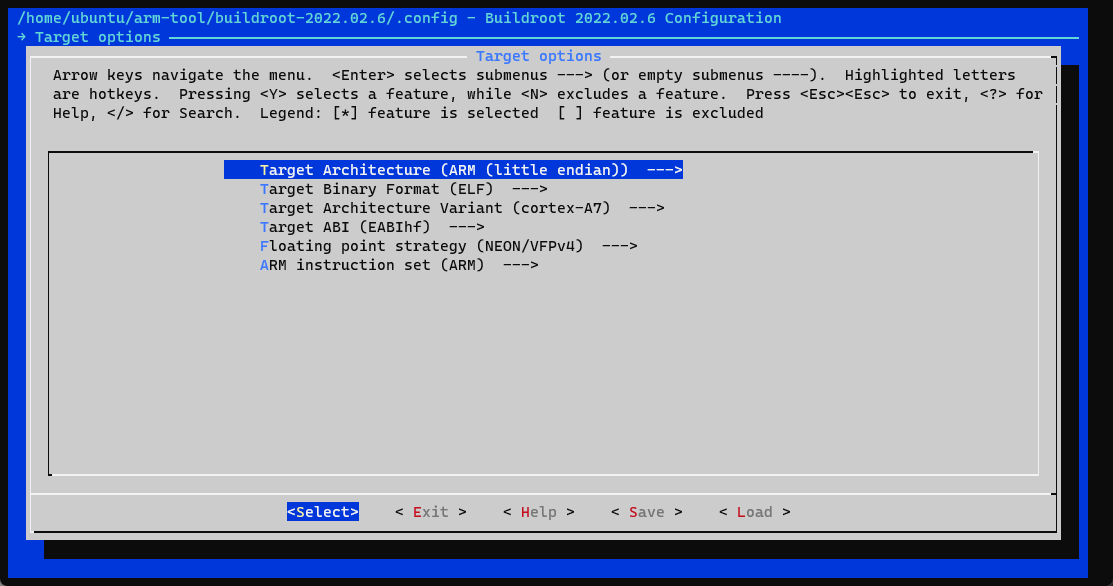 /home/ubuntu/arm-tool/buildroot-2022.02.6/.config - Buildroot 2022.02.6 Configuration
→ Target options
Target options
Arrow keys navigate the menu.  <Enter> selects submenus ---> (or empty submenus ----).  Highlighted letters
are hotkeys.  Pressing <Y> selects a feature, while <N> excludes a feature.  Press <Esc><Esc> to exit, <?> for
Help, </> for Search.  Legend: [*] feature is selected  [ ] feature is excluded
Target Architecture (ARM (little endian))  --->
Target Binary Format (ELF)  --->
Target Architecture Variant (cortex-A7)  --->
Target ABI (EABIhf)  --->
Floating point strategy (NEON/VFPv4)  --->
ARM instruction set (ARM)  --->
<Select>    < Exit >    < Help >    < Save >    < Load >